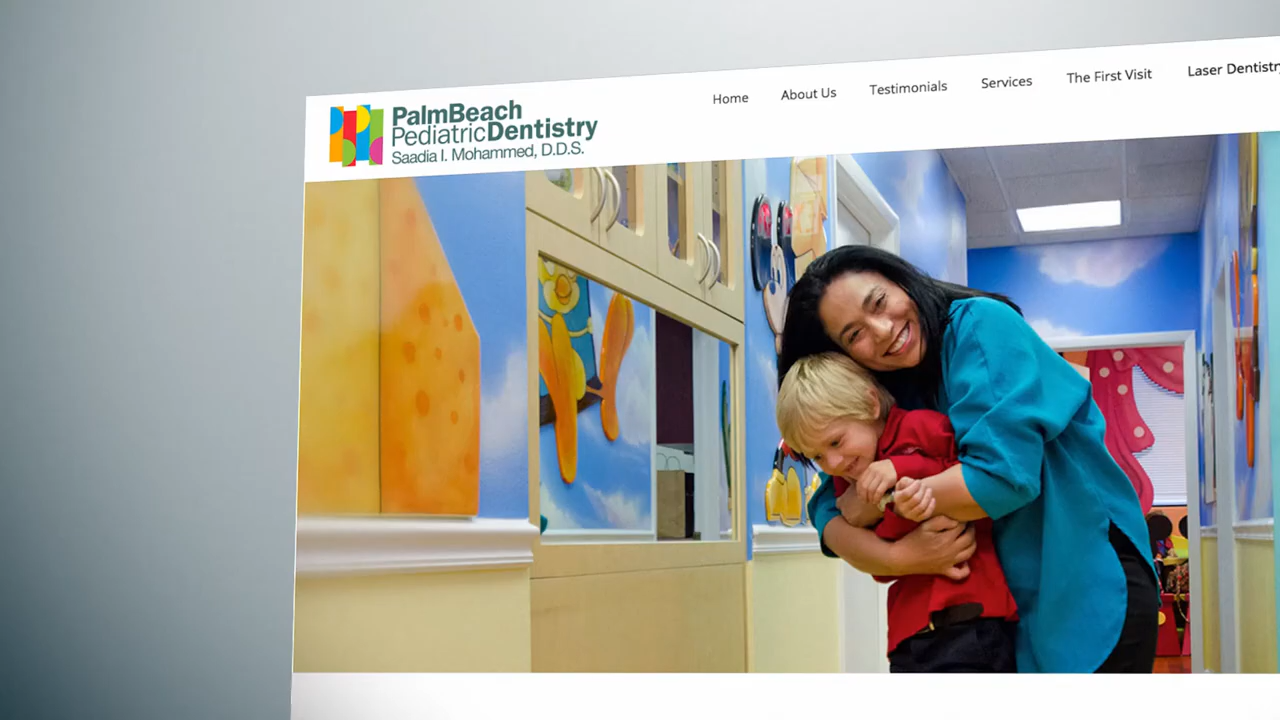 PalmBeach
PediatricDentistry
Saadia I. Mohammed, D.D.S.
Home About Us Testimonials Services The First Visit Laser Dentistry